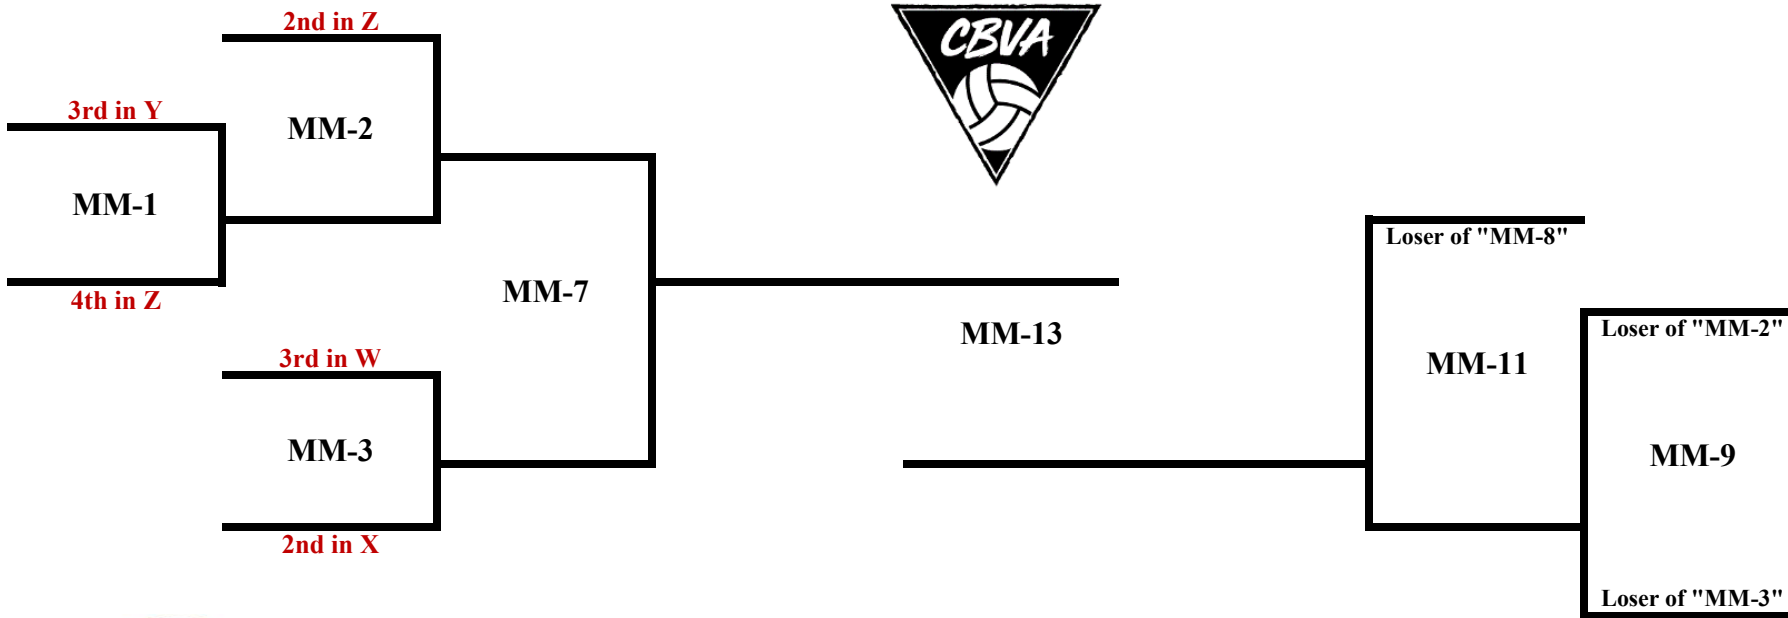 2nd in Z
CBVA
3rd in Y
MM-2
MM-1
Loser of "MM-8"
4th in Z
MM-7
Loser of "MM-2"
MM-13
3rd in W
MM-11
MM-3
MM-9
2nd in X
Loser of "MM-3"